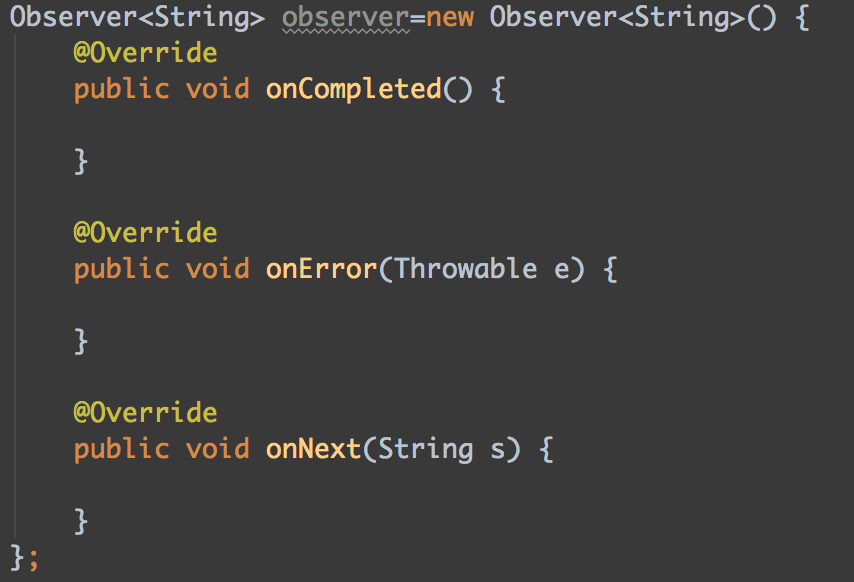 Observer<String> observer=new Observer<String>() {
    @Override
    public void onCompleted() {

    }

    @Override
    public void onError(Throwable e) {

    }

    @Override
    public void onNext(String s) {

    }
};